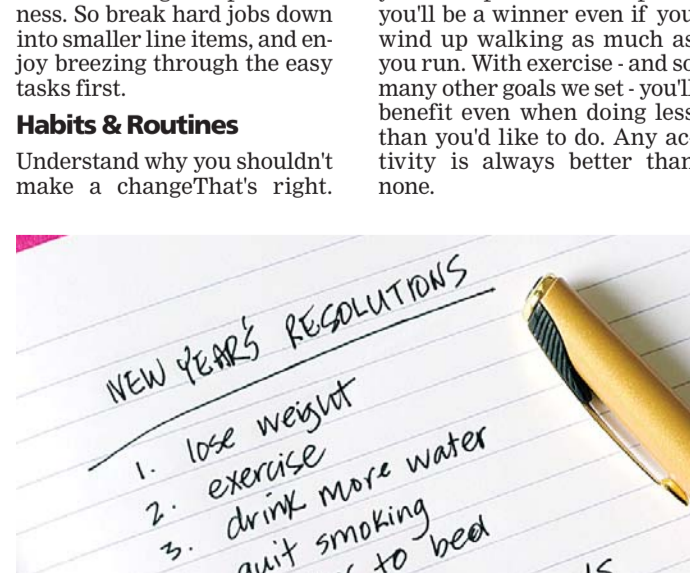 ness. So break hard jobs down
into smaller line items, and en-
joy breezing through the easy
tasks first.
Habits & Routines
Understand why you shouldn't
make a changeThat's right.
you'll be a winner even if you
wind up walking as much as
you run. With exercise - and so
many other goals we set - you'll
benefit even when doing less
than you'd like to do. Any ac-
tivity is always better than
none.
NEW YEAR'S RESOLUTIONS
1. lose weight
2. exercise
3. drink more water
quit smoking
to bed